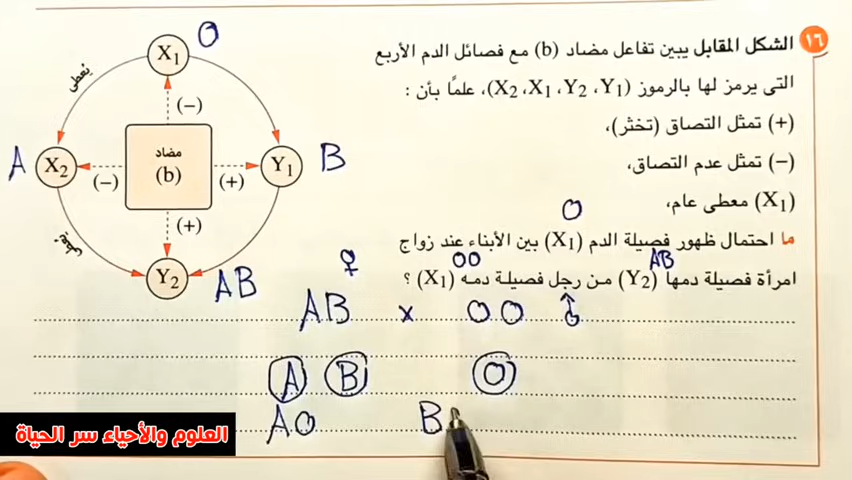 ١٦ الشكل المقابل يبين تفاعل مضاد (b) مع فصائل الدم الأربع
التى يرمز لها بالرموز (X₂ ،X₁ ،Y₂ ،Y₁)، علمًا بأن :
(+) تمثل التصاق (تخثر)،
(–) تمثل عدم التصاق،
(X₁) معطى عام،
O
ما احتمال ظهور فصيلة الدم (X₁) بين الأبناء عند زواج
AB OO
امرأة فصيلة دمها (Y₂) من رجل فصيلة دمه (X₁) ؟
X₁ O
يُعطى
(–)
A X₂ (–) مضاد (b) (+) Y₁ B
(+)
يُعطى
Y₂ AB
♀
AB x OO ♂
A B O
AO B
العلوم والأحياء سر الحياة